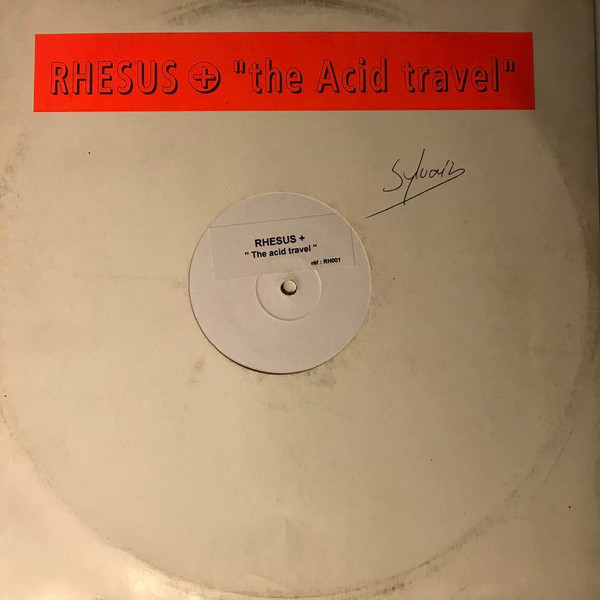 RHESUS + "the Acid travel"
Sylvain
RHESUS +
" The acid travel "
réf : RH001